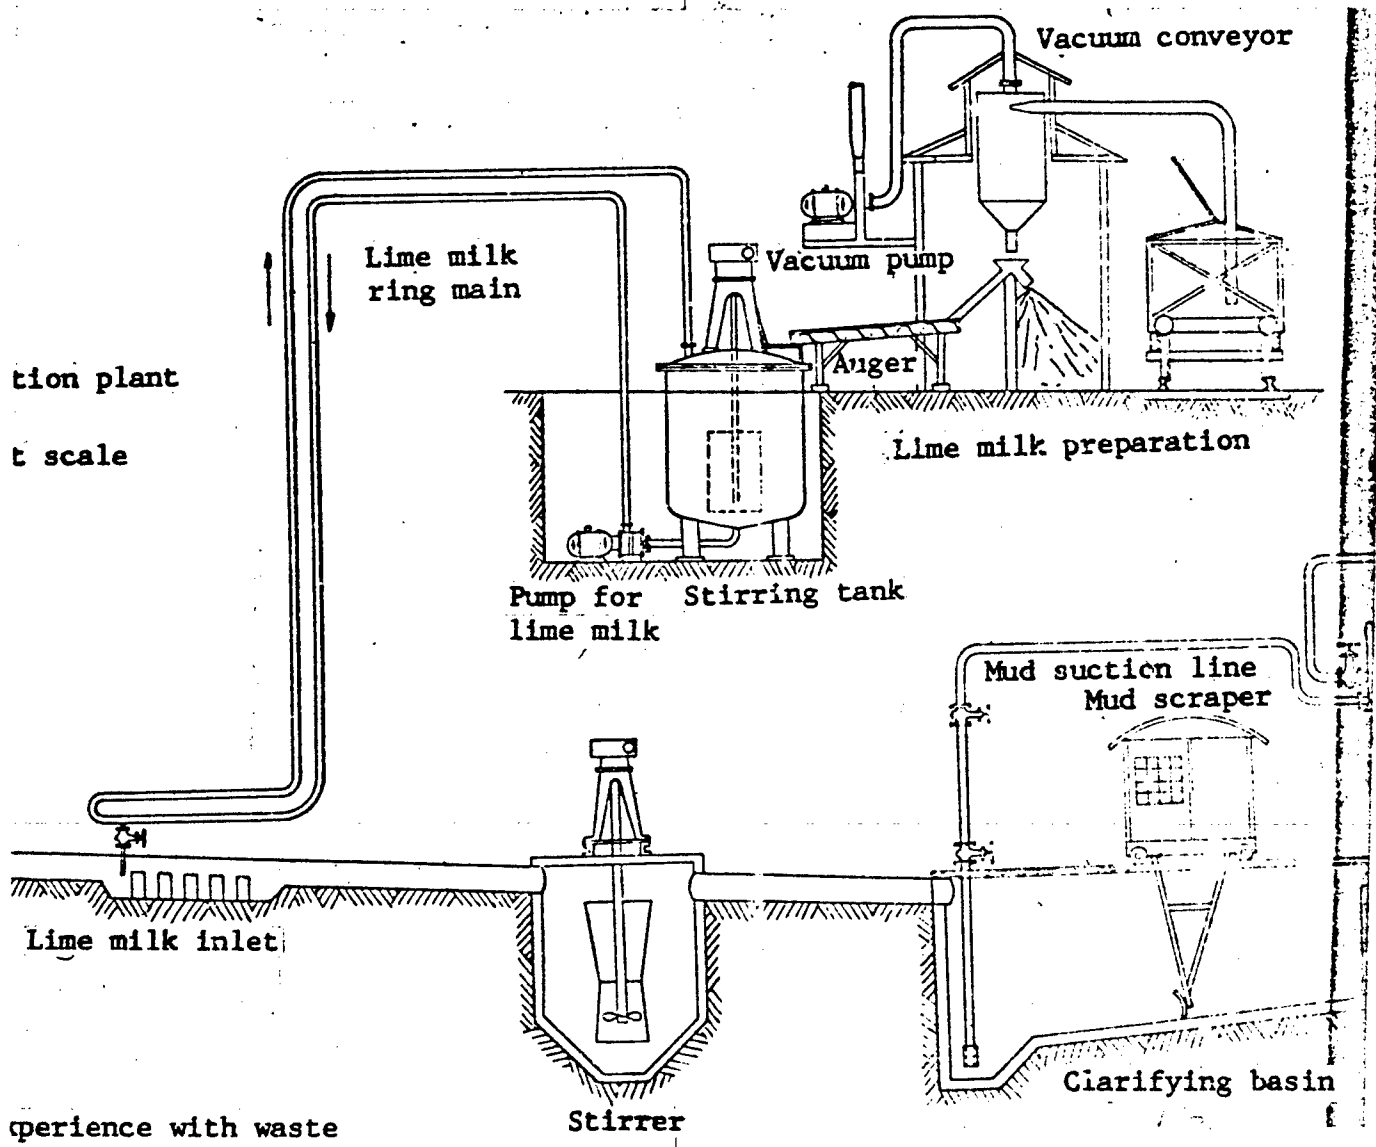 Vacuum conveyor
Lime milk
ring main
Vacuum pump
Auger
tion plant
t scale
Lime milk preparation
Pump for
lime milk
Stirring tank
Mud suction line
Mud scraper
Lime milk inlet
Clarifying basin
Stirrer
xperience with waste